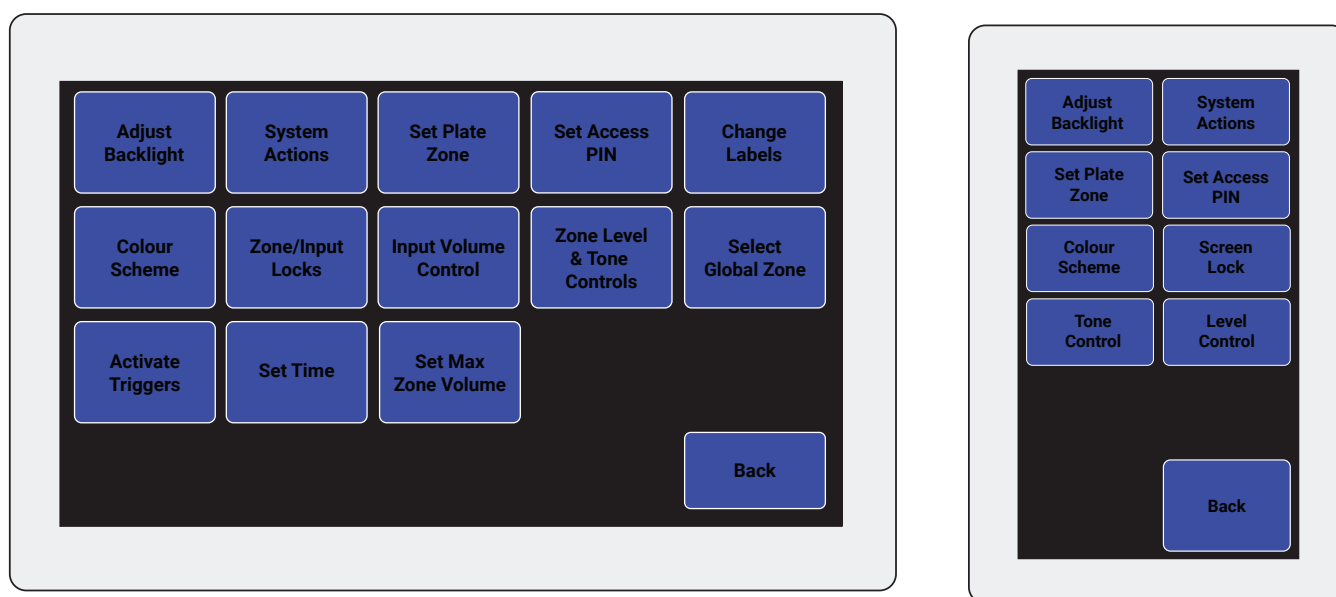 Adjust
Backlight
System
Actions
Set Plate
Zone
Set Access
PIN
Change
Labels
Colour
Scheme
Zone/Input
Locks
Input Volume
Control
Zone Level
& Tone
Controls
Select
Global Zone
Activate
Triggers
Set Time
Set Max
Zone Volume
Back
Adjust
Backlight
System
Actions
Set Plate
Zone
Set Access
PIN
Colour
Scheme
Screen
Lock
Tone
Control
Level
Control
Back